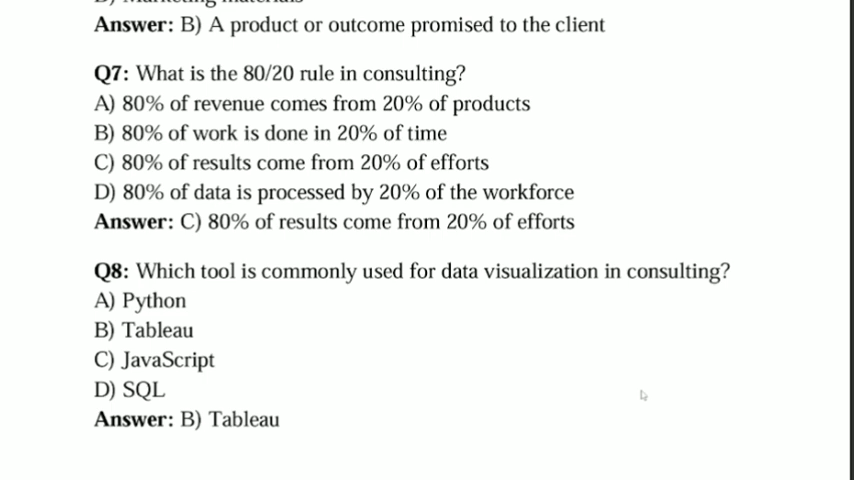 Answer: B) A product or outcome promised to the client
Q7: What is the 80/20 rule in consulting?
A) 80% of revenue comes from 20% of products
B) 80% of work is done in 20% of time
C) 80% of results come from 20% of efforts
D) 80% of data is processed by 20% of the workforce
Answer: C) 80% of results come from 20% of efforts
Q8: Which tool is commonly used for data visualization in consulting?
A) Python
B) Tableau
C) JavaScript
D) SQL
Answer: B) Tableau